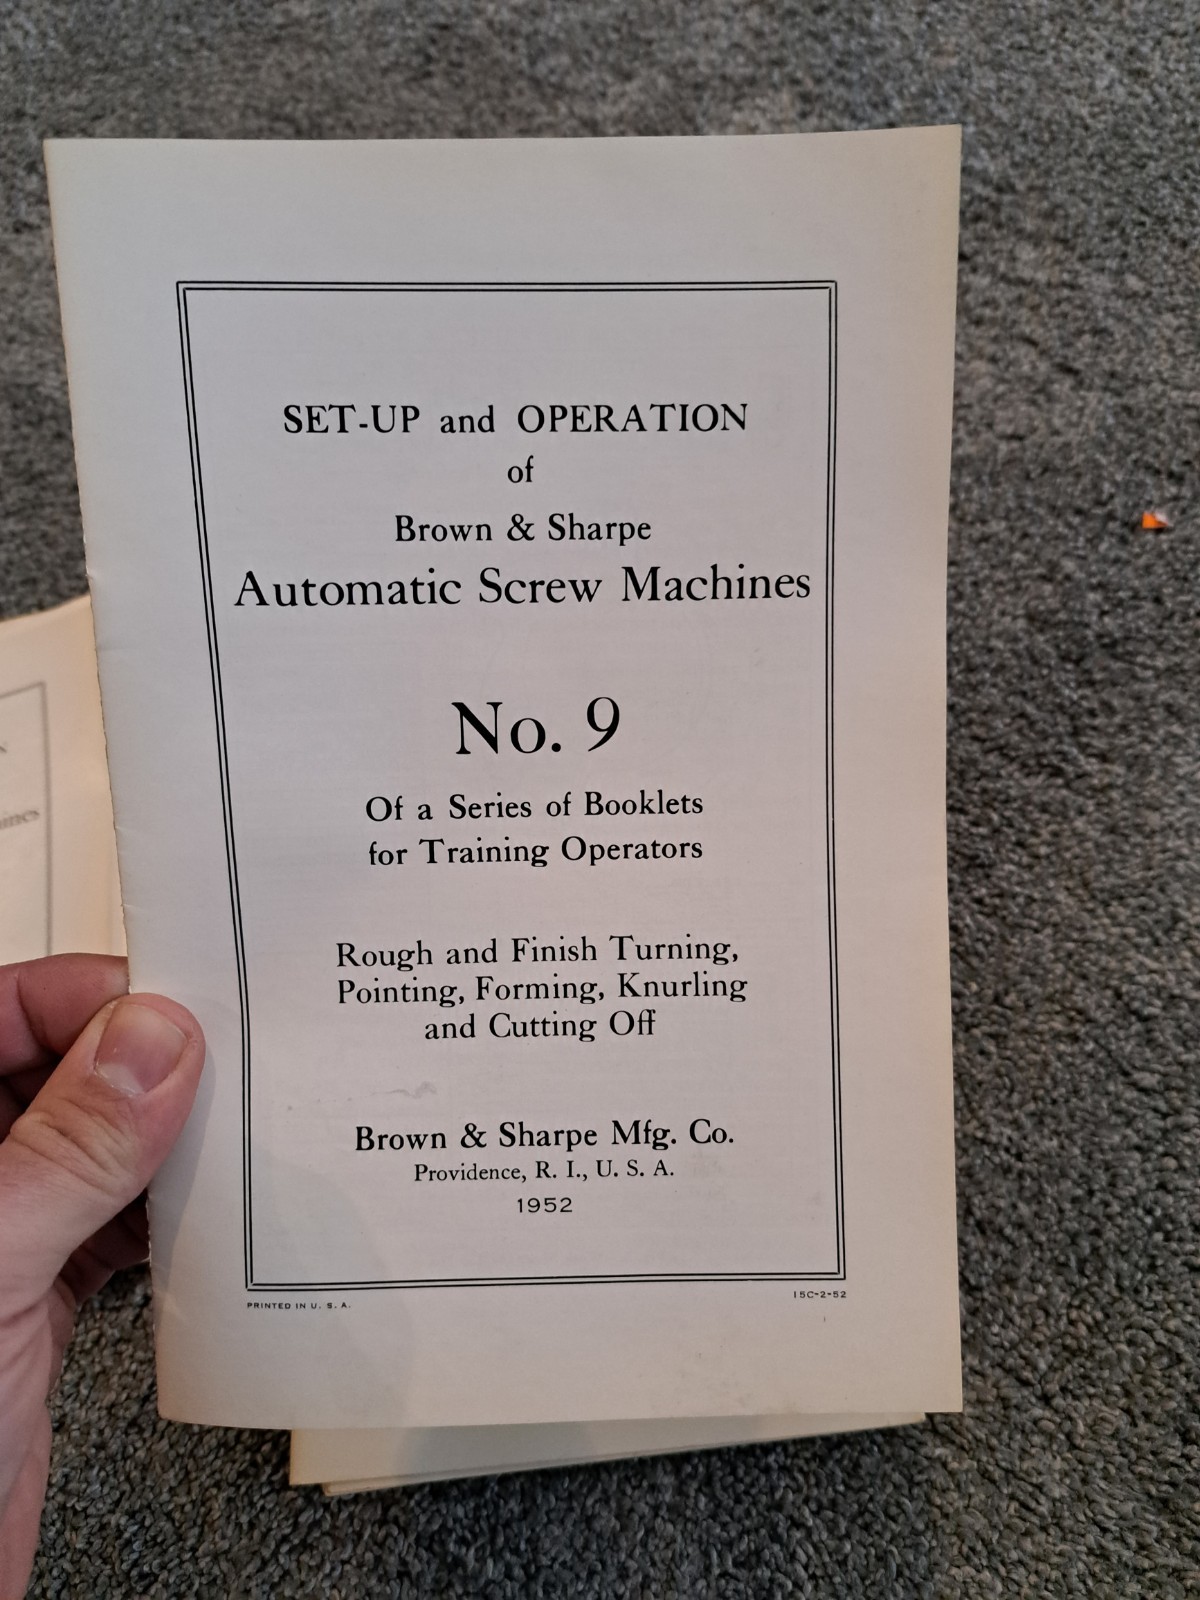 SET-UP and OPERATION
of
Brown & Sharpe
Automatic Screw Machines
No. 9
Of a Series of Booklets
for Training Operators
Rough and Finish Turning,
Pointing, Forming, Knurling
and Cutting Off
Brown & Sharpe Mfg. Co.
Providence, R. I., U. S. A.
1952
PRINTED IN U. S. A.
15C-2-52